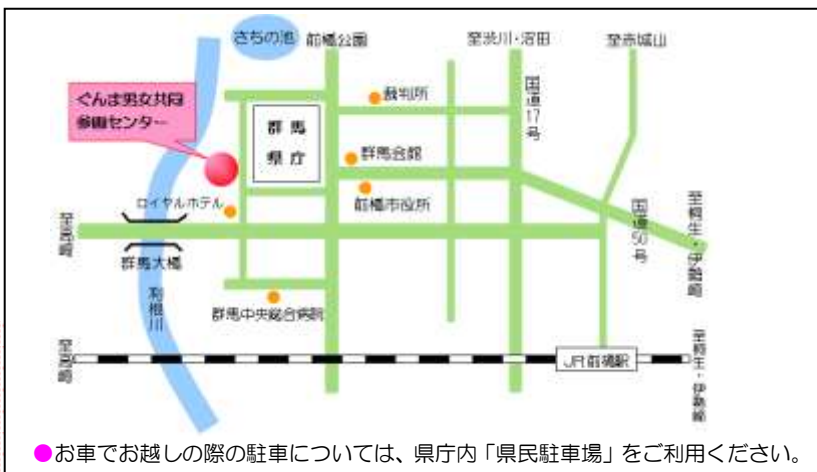 さちの池
前橋公園
至渋川・沼田
至赤城山
ぐんま男女共同
参画センター
裁判所
国道17号
群馬
県庁
群馬会館
ロイヤルホテル
前橋市役所
至高崎
国道50号
至桐生・伊勢崎
群馬大橋
利根川
群馬中央総合病院
至高崎
JR前橋駅
至桐生・伊勢崎
●お車でお越しの際の駐車については、県庁内「県民駐車場」をご利用ください。